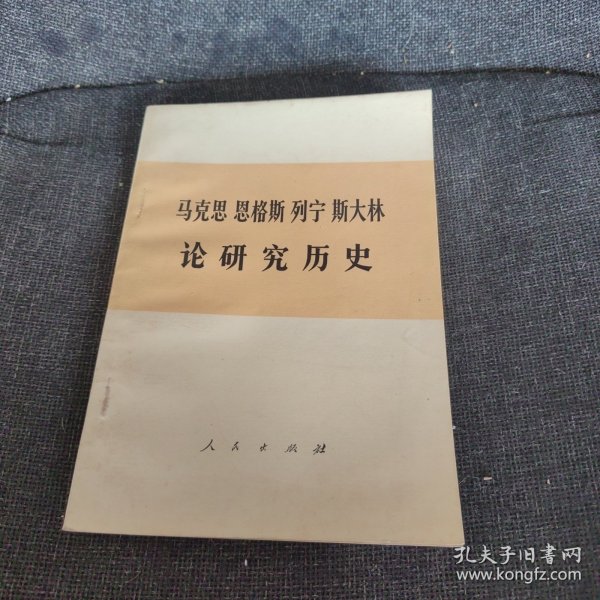 马克思 恩格斯 列宁 斯大林
论研究历史
人民出版社
孔夫子旧書网
www.kongfz.com